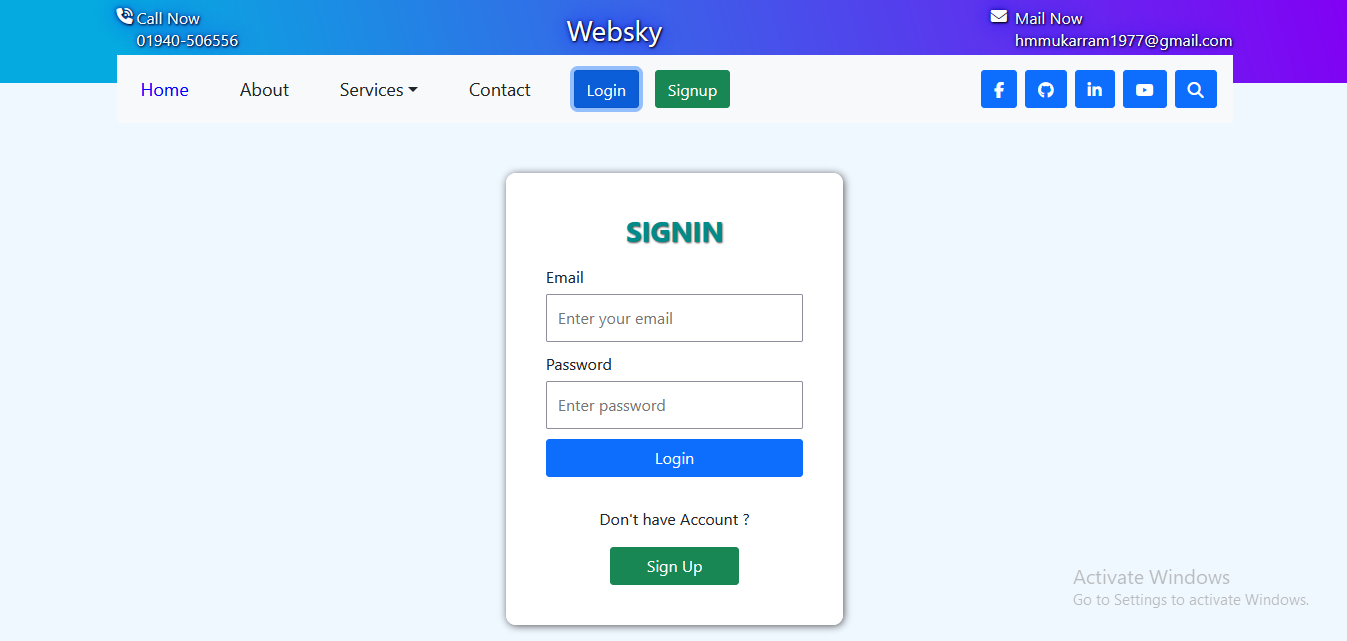 Call Now
01940-506556
Websky
Mail Now
hmmukarram1977@gmail.com
Home About Services Contact Login Signup
SIGNIN
Email
Enter your email
Password
Enter password
Login
Don't have Account ?
Sign Up
Activate Windows
Go to Settings to activate Windows.